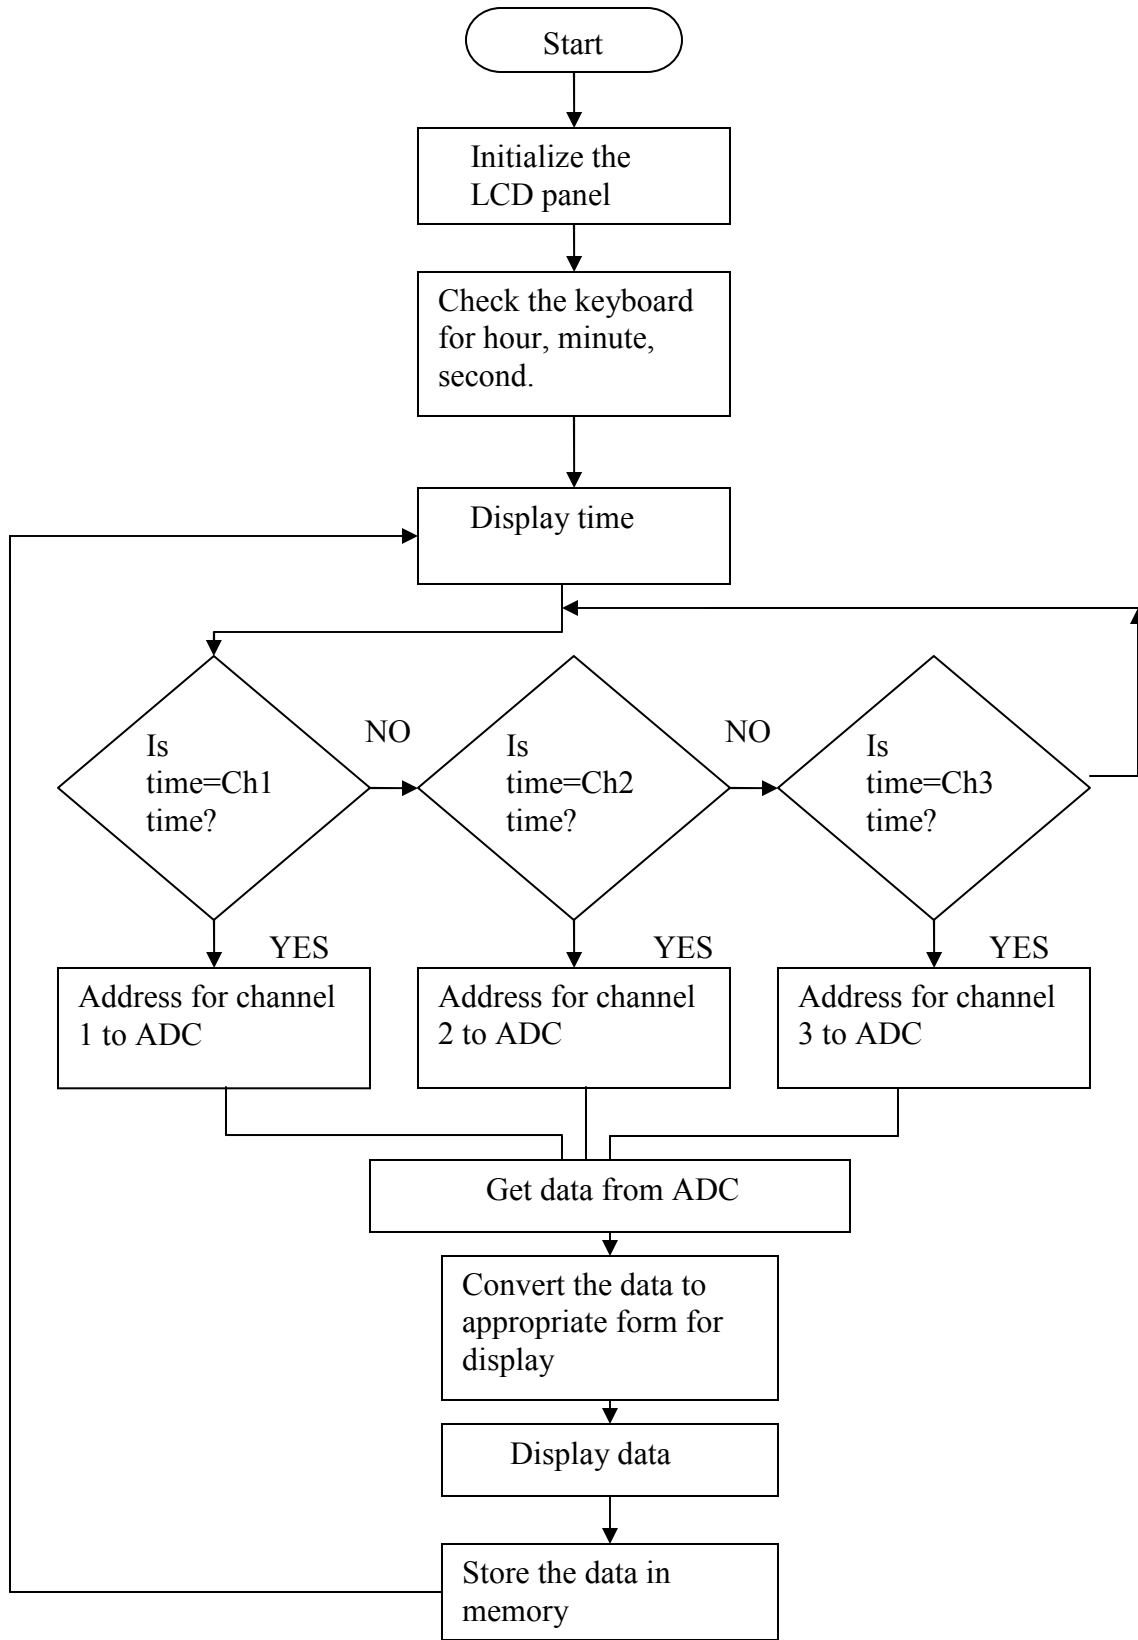 Start
Initialize the
LCD panel
Check the keyboard
for hour, minute,
second.
Display time
Is
time=Ch1
time?
NO
Is
time=Ch2
time?
NO
Is
time=Ch3
time?
YES
YES
YES
Address for channel
1 to ADC
Address for channel
2 to ADC
Address for channel
3 to ADC
Get data from ADC
Convert the data to
appropriate form for
display
Display data
Store the data in
memory